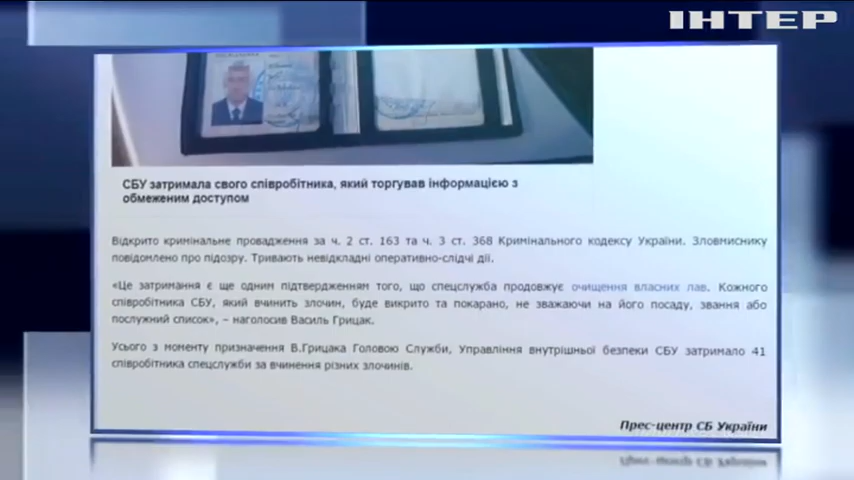 ІНТЕР
СБУ затримала свого співробітника, який торгував інформацією з
обмеженим доступом
Відкрито кримінальне провадження за ч. 2 ст. 163 та ч. 3 ст. 368 Кримінального кодексу України. Зловмиснику
повідомлено про підозру. Тривають невідкладні оперативно-слідчі дії.
«Це затримання є ще одним підтвердженням того, що спецслужба продовжує очищення власних лав. Кожного
співробітника СБУ, який вчинить злочин, буде викрито та покарано, не зважаючи на його посаду, звання або
послужний список», – наголосив Василь Грицак.
Усього з моменту призначення В.Грицака Головою Служби, Управління внутрішньої безпеки СБУ затримало 41
співробітника спецслужби за вчинення різних злочинів.
Прес-центр СБ України